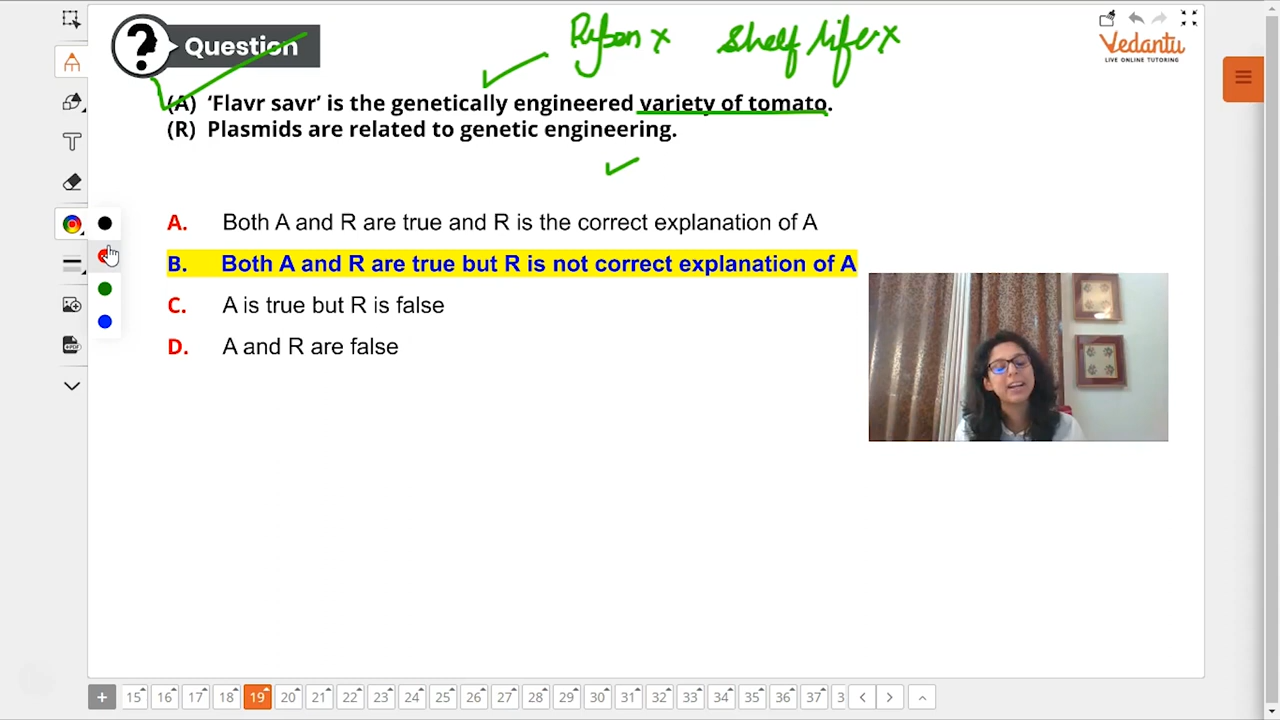 Ripen x Shelf life x
Question
Vedantu
LIVE ONLINE TUTORING
(A) ‘Flavr savr’ is the genetically engineered variety of tomato.
(R) Plasmids are related to genetic engineering.
A. Both A and R are true and R is the correct explanation of A
B. Both A and R are true but R is not correct explanation of A
C. A is true but R is false
D. A and R are false
+PDF
+ 15 16 17 18 19 20 21 22 23 24 25 26 27 28 29 30 31 32 33 34 35 36 37 3